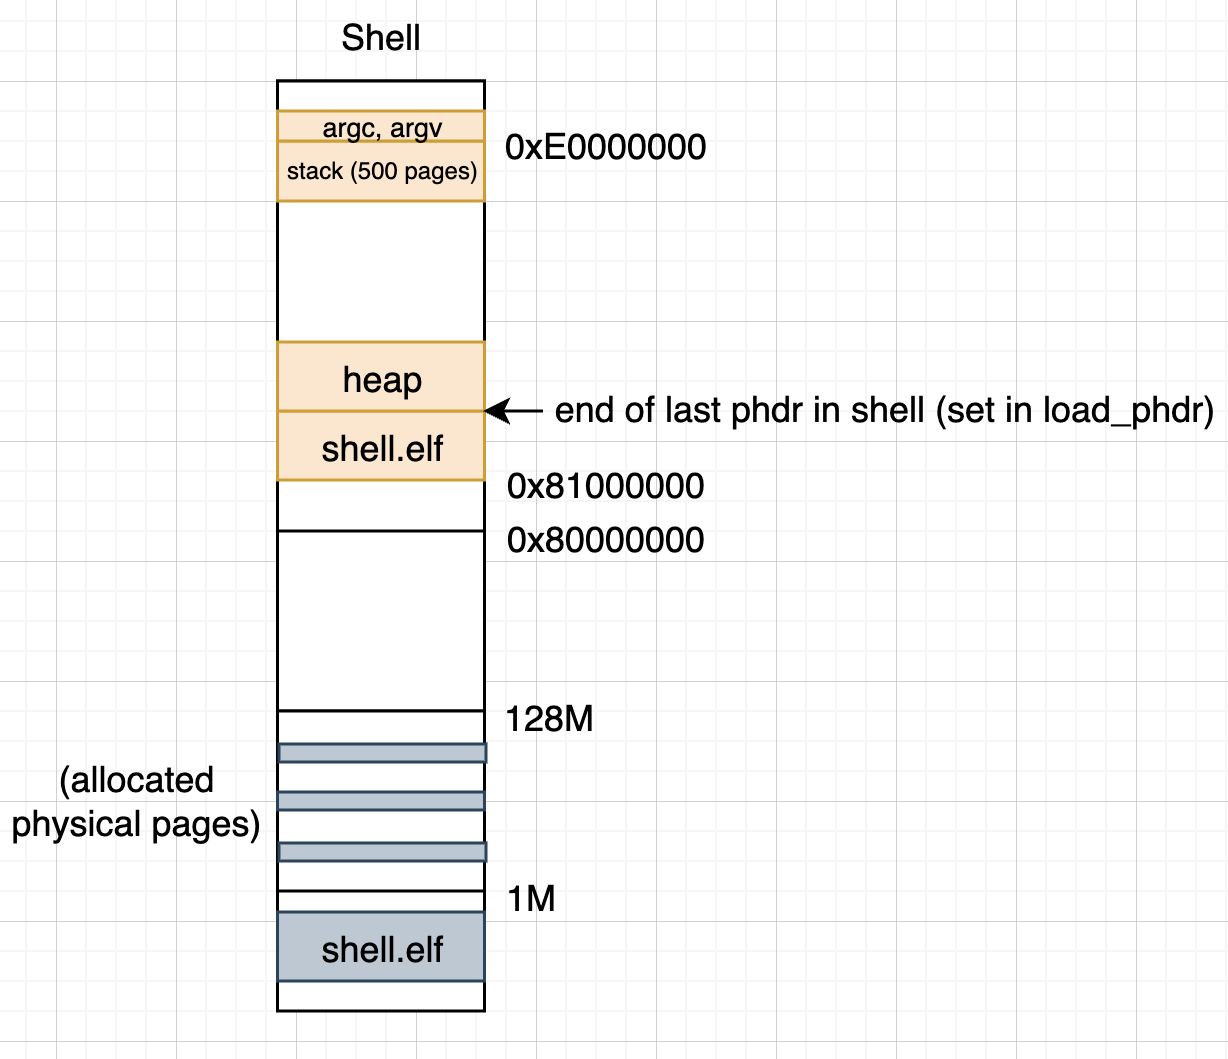 Shell
argc, argv
0xE0000000
stack (500 pages)
heap
end of last phdr in shell (set in load_phdr)
shell.elf
0x81000000
0x80000000
128M
(allocated
physical pages)
1M
shell.elf